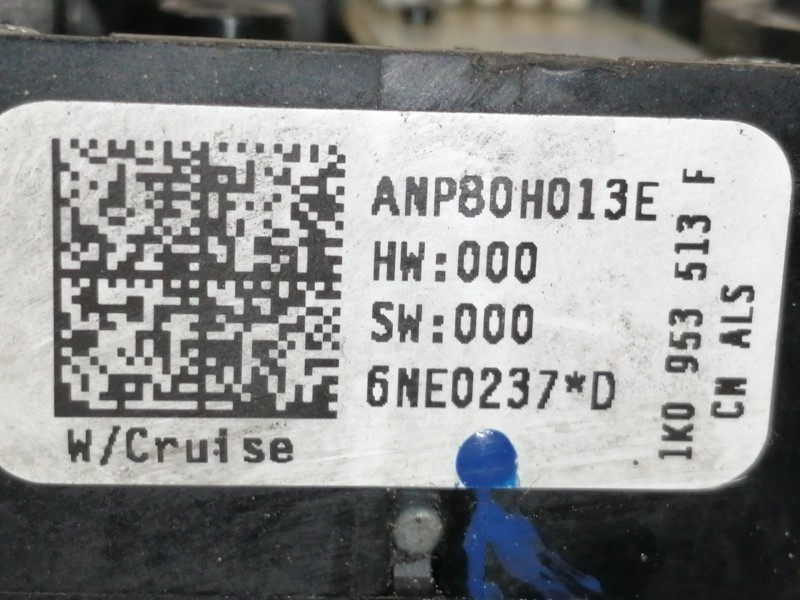 ANP80H013E
HW:000
SW:000
6NE0237*D
W/Cruise
1K0 953 513 F
CM ALS